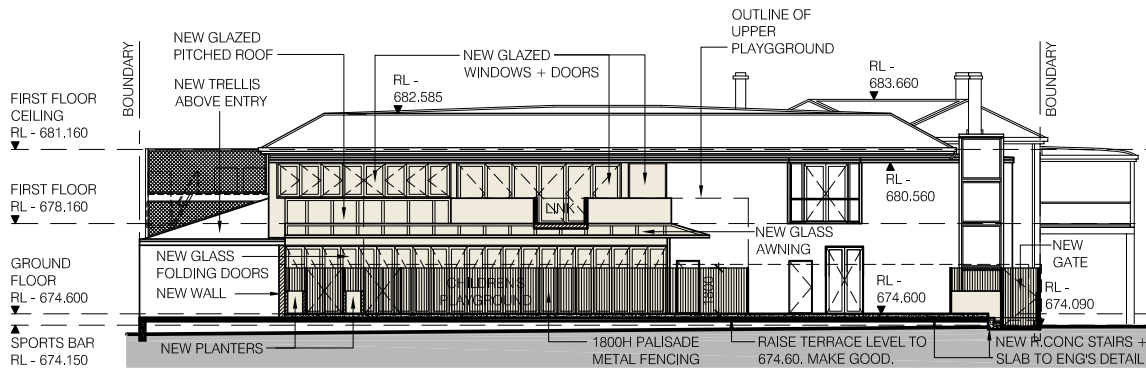 NEW GLAZED
PITCHED ROOF
NEW TRELLIS
ABOVE ENTRY
NEW GLAZED
WINDOWS + DOORS
OUTLINE OF
UPPER
PLAYGGROUND
BOUNDARY
BOUNDARY
RL -
682.585
RL -
683.660
FIRST FLOOR
CEILING
RL - 681.160
FIRST FLOOR
RL - 678.160
RL -
680.560
LINK
NEW GLASS
AWNING
NEW GLASS
FOLDING DOORS
NEW WALL
CHILDREN'S
PLAYGROUND
1800
NEW
GATE
GROUND
FLOOR
RL - 674.600
RL -
674.600
RL -
674.090
SPORTS BAR
RL - 674.150
NEW PLANTERS
1800H PALISADE
METAL FENCING
RAISE TERRACE LEVEL TO
674.60. MAKE GOOD.
NEW R.CONC STAIRS +
SLAB TO ENG'S DETAIL